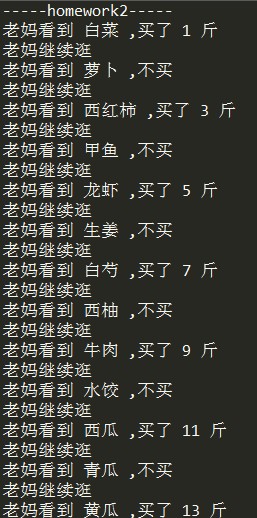 -----homework2-----
老妈看到 白菜 ,买了 1 斤
老妈继续逛
老妈看到 萝卜 ,不买
老妈继续逛
老妈看到 西红柿 ,买了 3 斤
老妈继续逛
老妈看到 甲鱼 ,不买
老妈继续逛
老妈看到 龙虾 ,买了 5 斤
老妈继续逛
老妈看到 生姜 ,不买
老妈继续逛
老妈看到 白芍 ,买了 7 斤
老妈继续逛
老妈看到 西柚 ,不买
老妈继续逛
老妈看到 牛肉 ,买了 9 斤
老妈继续逛
老妈看到 水饺 ,不买
老妈继续逛
老妈看到 西瓜 ,买了 11 斤
老妈继续逛
老妈看到 青瓜 ,不买
老妈继续逛
老妈看到 黄瓜 ,买了 13 斤